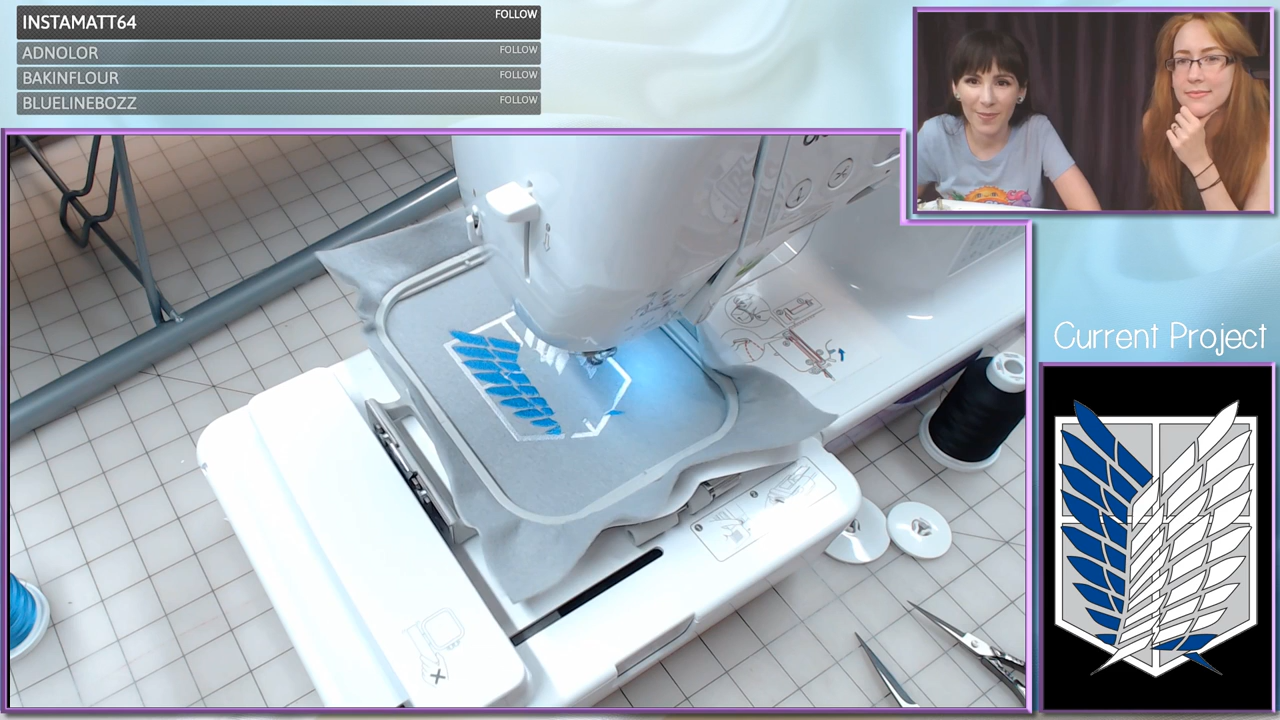 INSTAMATT64 FOLLOW
ADNOLOR FOLLOW
BAKINFLOUR FOLLOW
BLUELINEBOZZ FOLLOW
Current Project